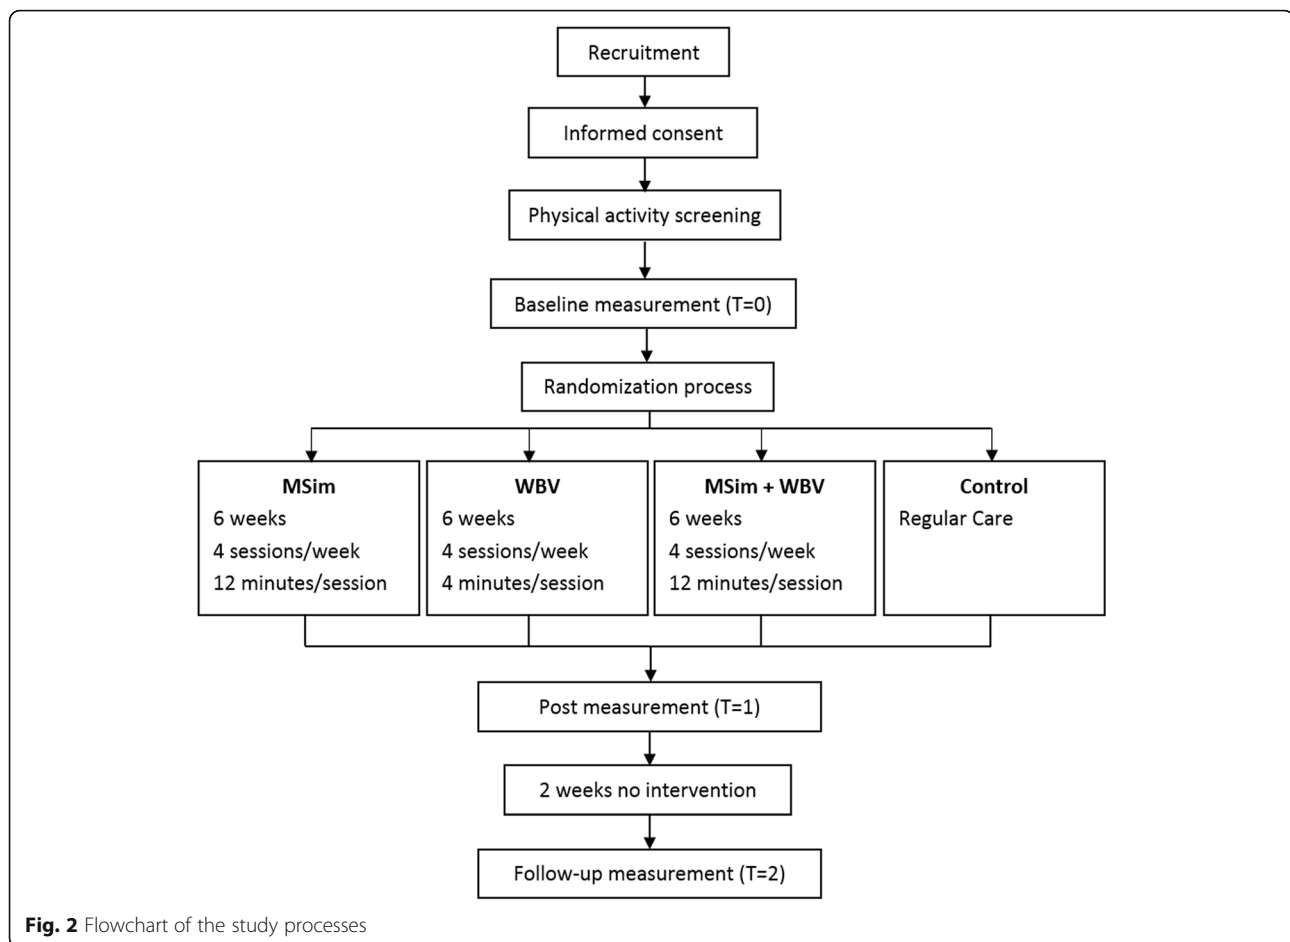 Recruitment
Informed consent
Physical activity screening
Baseline measurement (T=0)
Randomization process
MSim
6 weeks
4 sessions/week
12 minutes/session
WBV
6 weeks
4 sessions/week
4 minutes/session
MSim + WBV
6 weeks
4 sessions/week
12 minutes/session
Control
Regular Care
Post measurement (T=1)
2 weeks no intervention
Follow-up measurement (T=2)
Fig. 2 Flowchart of the study processes